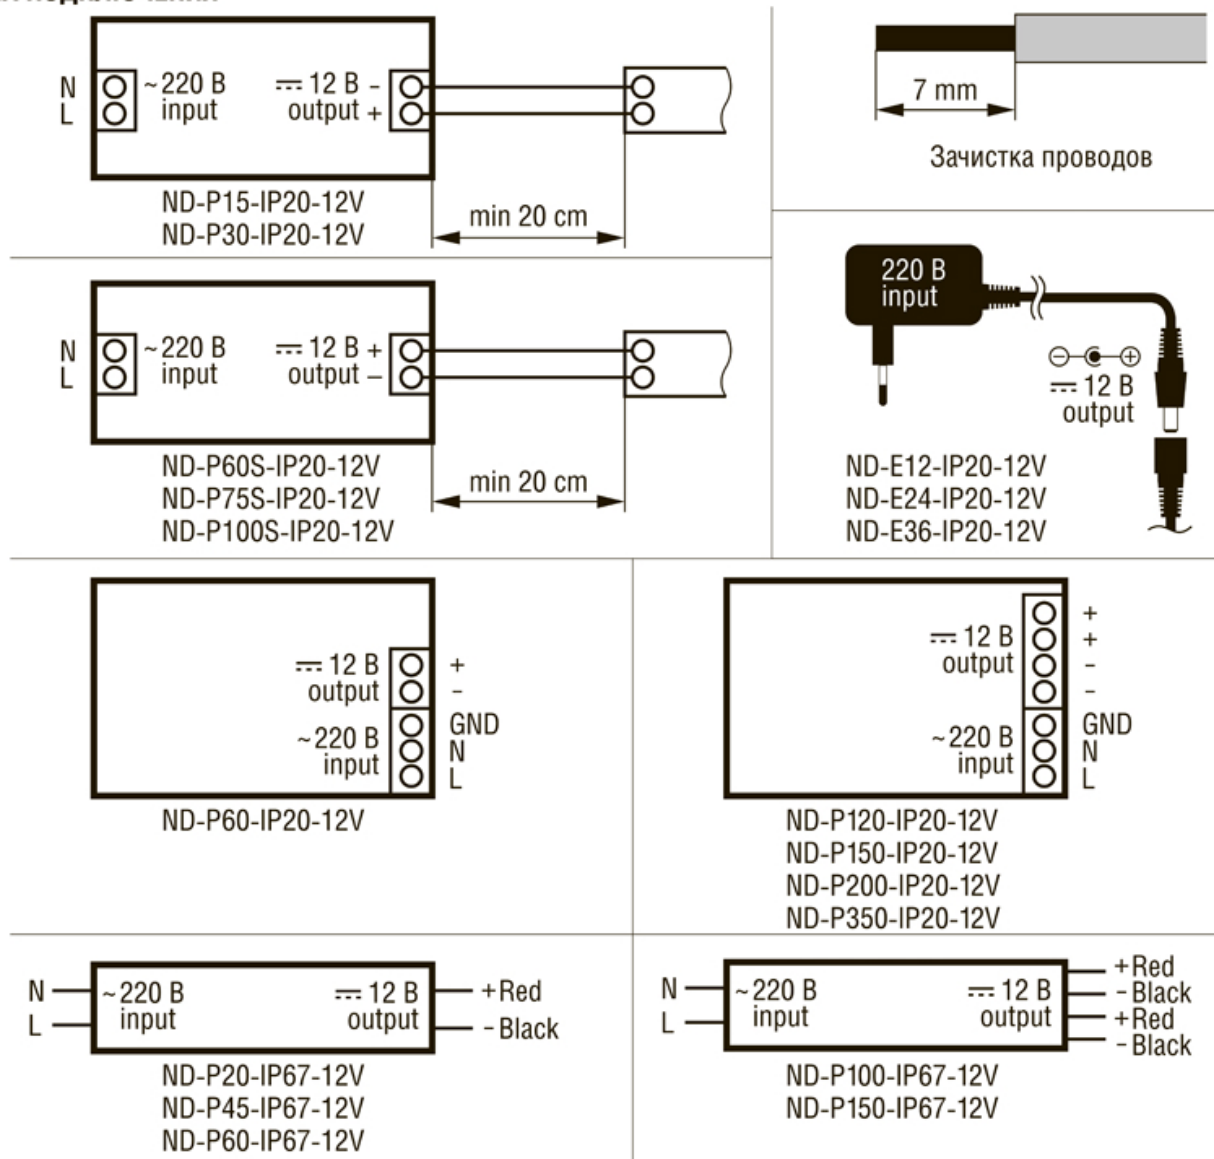 N
L
~220 В
input
12 В -
output +
ND-P15-IP20-12V
ND-P30-IP20-12V
min 20 cm
7 mm
Зачистка проводов
N
L
~220 В
input
12 В +
output –
ND-P60S-IP20-12V
ND-P75S-IP20-12V
ND-P100S-IP20-12V
min 20 cm
220 В
input
12 В
output
ND-E12-IP20-12V
ND-E24-IP20-12V
ND-E36-IP20-12V
12 В
output
~220 В
input
+
-
GND
N
L
ND-P60-IP20-12V
12 В
output
~220 В
input
+
+
-
-
GND
N
L
ND-P120-IP20-12V
ND-P150-IP20-12V
ND-P200-IP20-12V
ND-P350-IP20-12V
N
L
~220 В
input
12 В
output
+Red
-Black
ND-P20-IP67-12V
ND-P45-IP67-12V
ND-P60-IP67-12V
N
L
~220 В
input
12 В
output
+Red
-Black
+Red
-Black
ND-P100-IP67-12V
ND-P150-IP67-12V